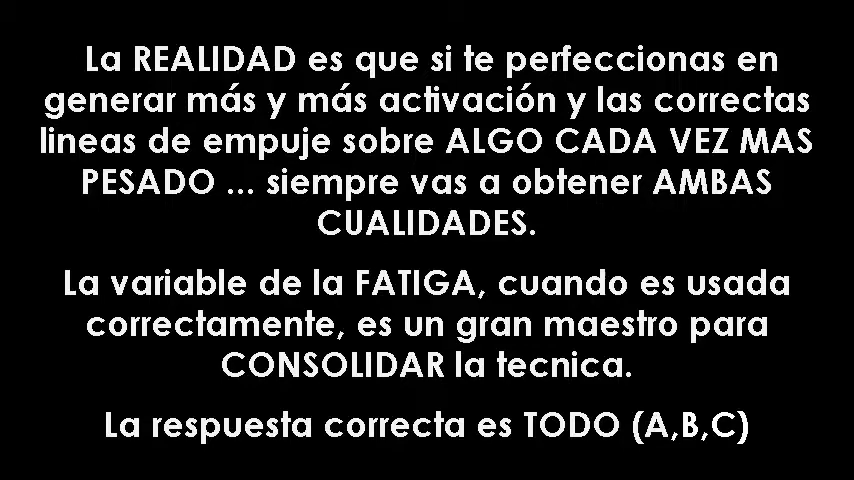 La REALIDAD es que si te perfeccionas en
generar más y más activación y las correctas
lineas de empuje sobre ALGO CADA VEZ MAS
PESADO ... siempre vas a obtener AMBAS
CUALIDADES.
La variable de la FATIGA, cuando es usada
correctamente, es un gran maestro para
CONSOLIDAR la tecnica.
La respuesta correcta es TODO (A,B,C)